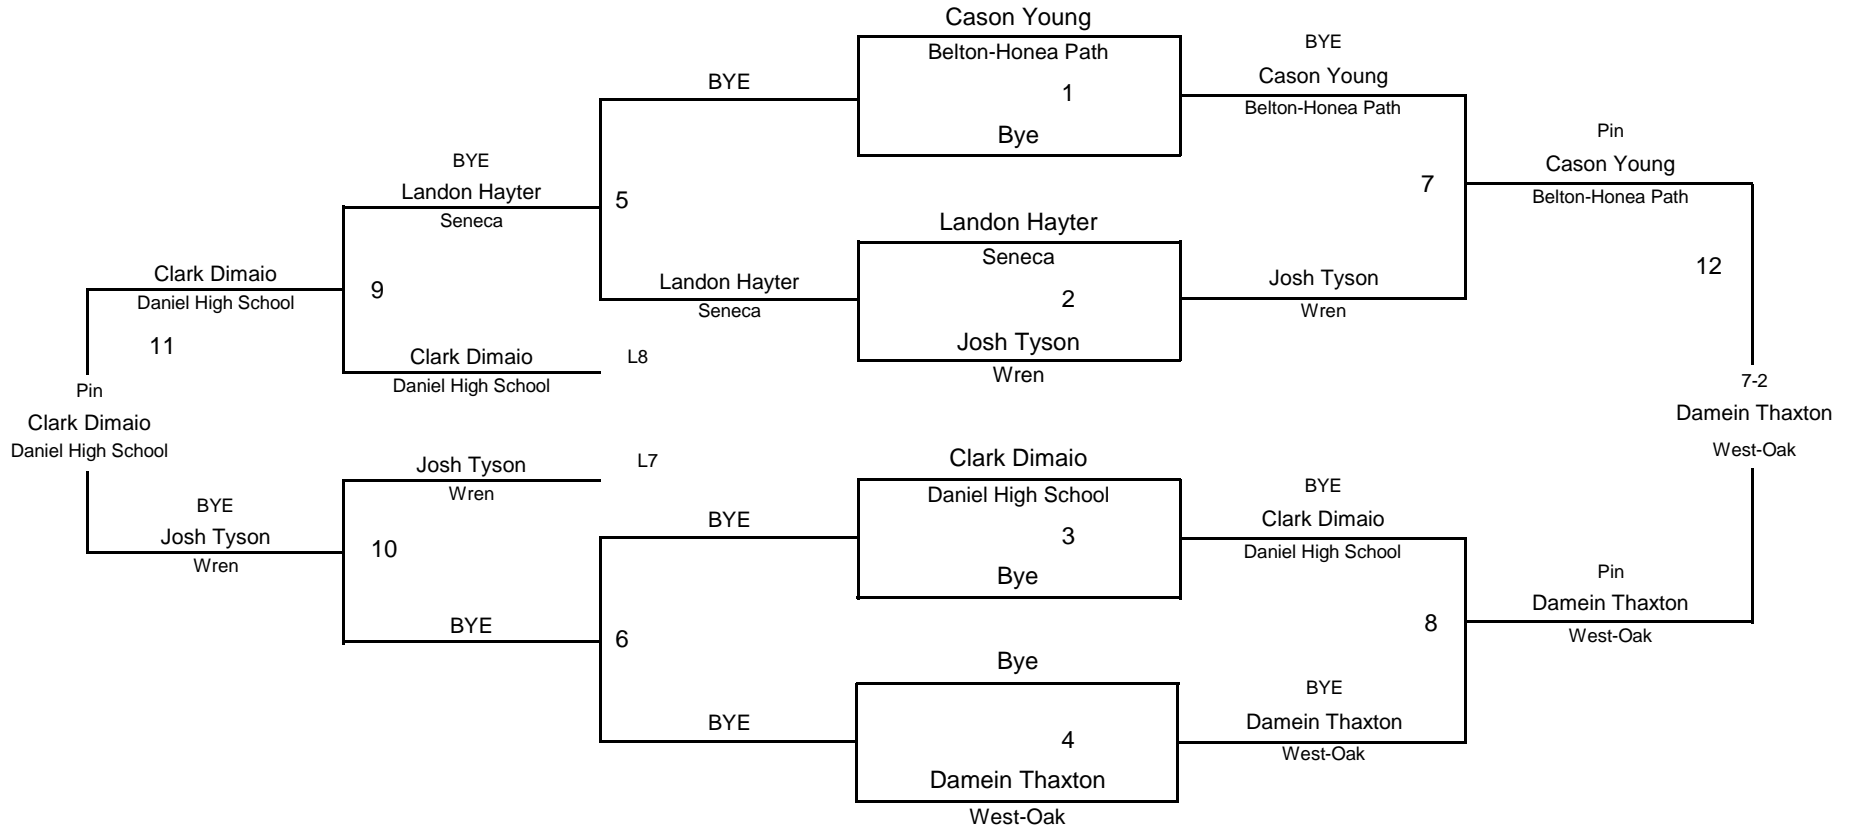 Cason Young
Belton-Honea Path
1
Bye
BYE
Cason Young
Belton-Honea Path
BYE
5
BYE
Landon Hayter
Seneca
Pin
Cason Young
Belton-Honea Path
7
12
Landon Hayter
Seneca
2
Josh Tyson
Wren
Landon Hayter
Seneca
Josh Tyson
Wren
Clark Dimaio
Daniel High School
9
11
Clark Dimaio
Daniel High School
L8
Pin
Clark Dimaio
Daniel High School
7-2
Damein Thaxton
West-Oak
Josh Tyson
Wren
L7
Clark Dimaio
Daniel High School
3
Bye
BYE
Clark Dimaio
Daniel High School
BYE
BYE
Josh Tyson
Wren
10
BYE
6
Pin
Damein Thaxton
West-Oak
8
Bye
4
Damein Thaxton
West-Oak
BYE
BYE
Damein Thaxton
West-Oak